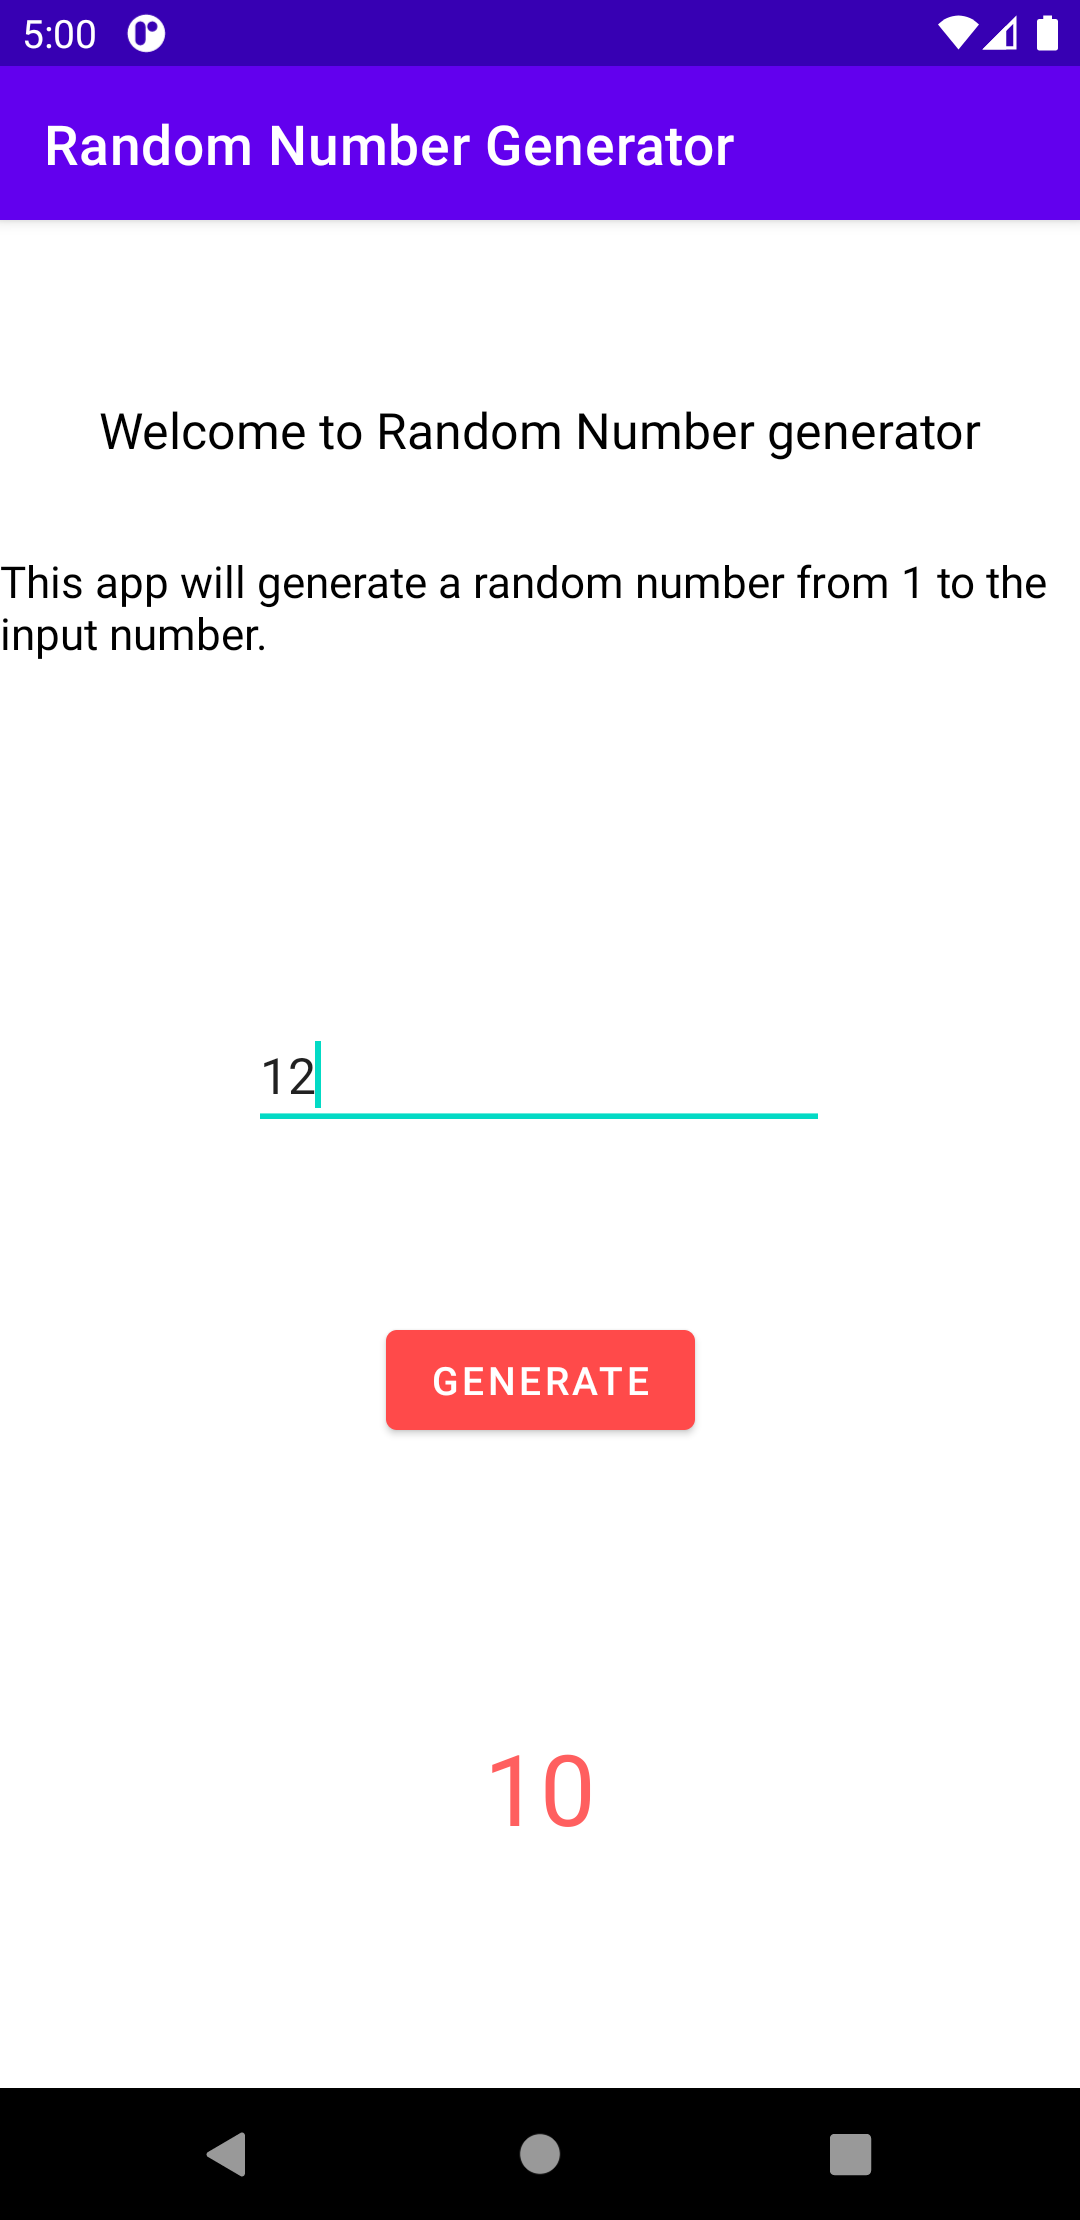 5:00
Random Number Generator
Welcome to Random Number generator
This app will generate a random number from 1 to the
input number.
12
GENERATE
10